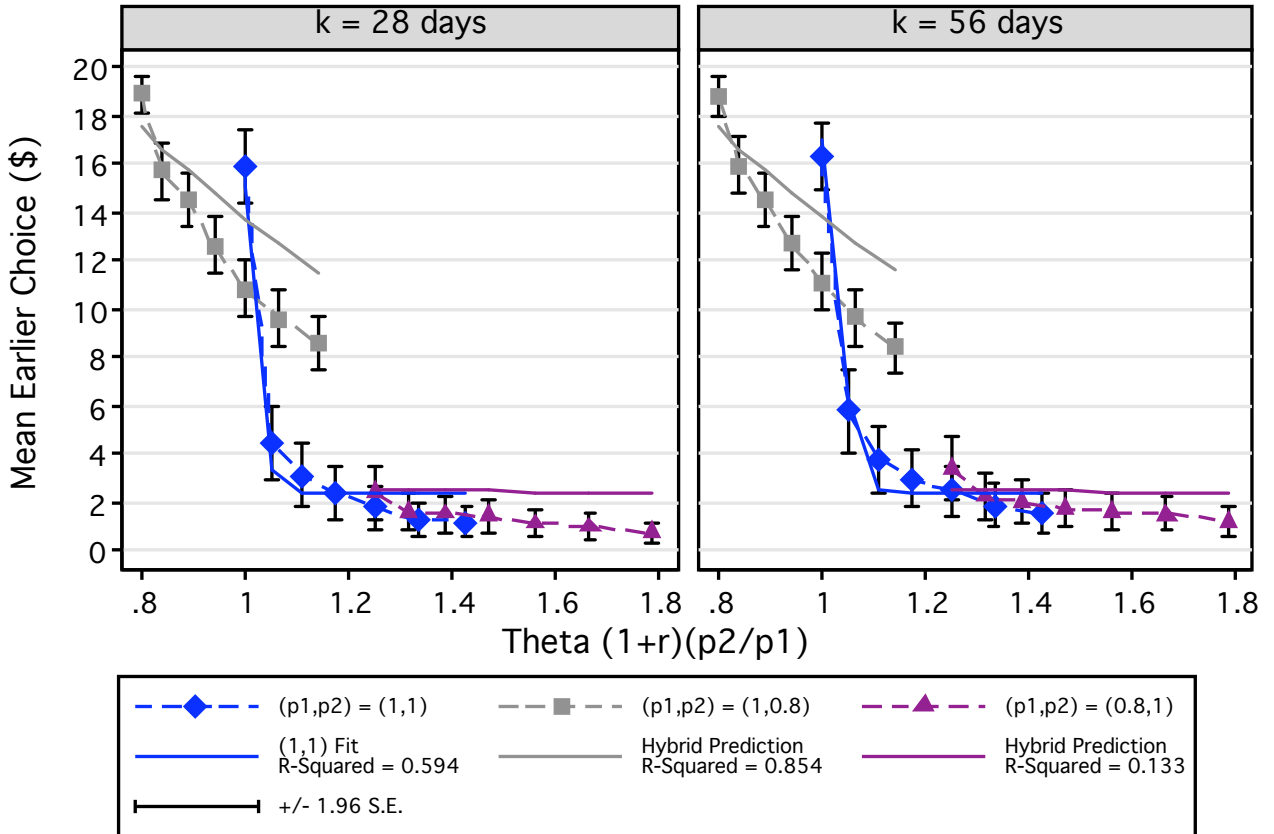 k = 28 days
k = 56 days
Mean Earlier Choice ($)
20
18
16
14
12
10
8
6
4
2
0
.8 1 1.2 1.4 1.6 1.8
.8 1 1.2 1.4 1.6 1.8
Theta (1+r)(p2/p1)
(p1,p2) = (1,1)
(p1,p2) = (1,0.8)
(p1,p2) = (0.8,1)
(1,1) Fit
R-Squared = 0.594
Hybrid Prediction
R-Squared = 0.854
Hybrid Prediction
R-Squared = 0.133
+/- 1.96 S.E.